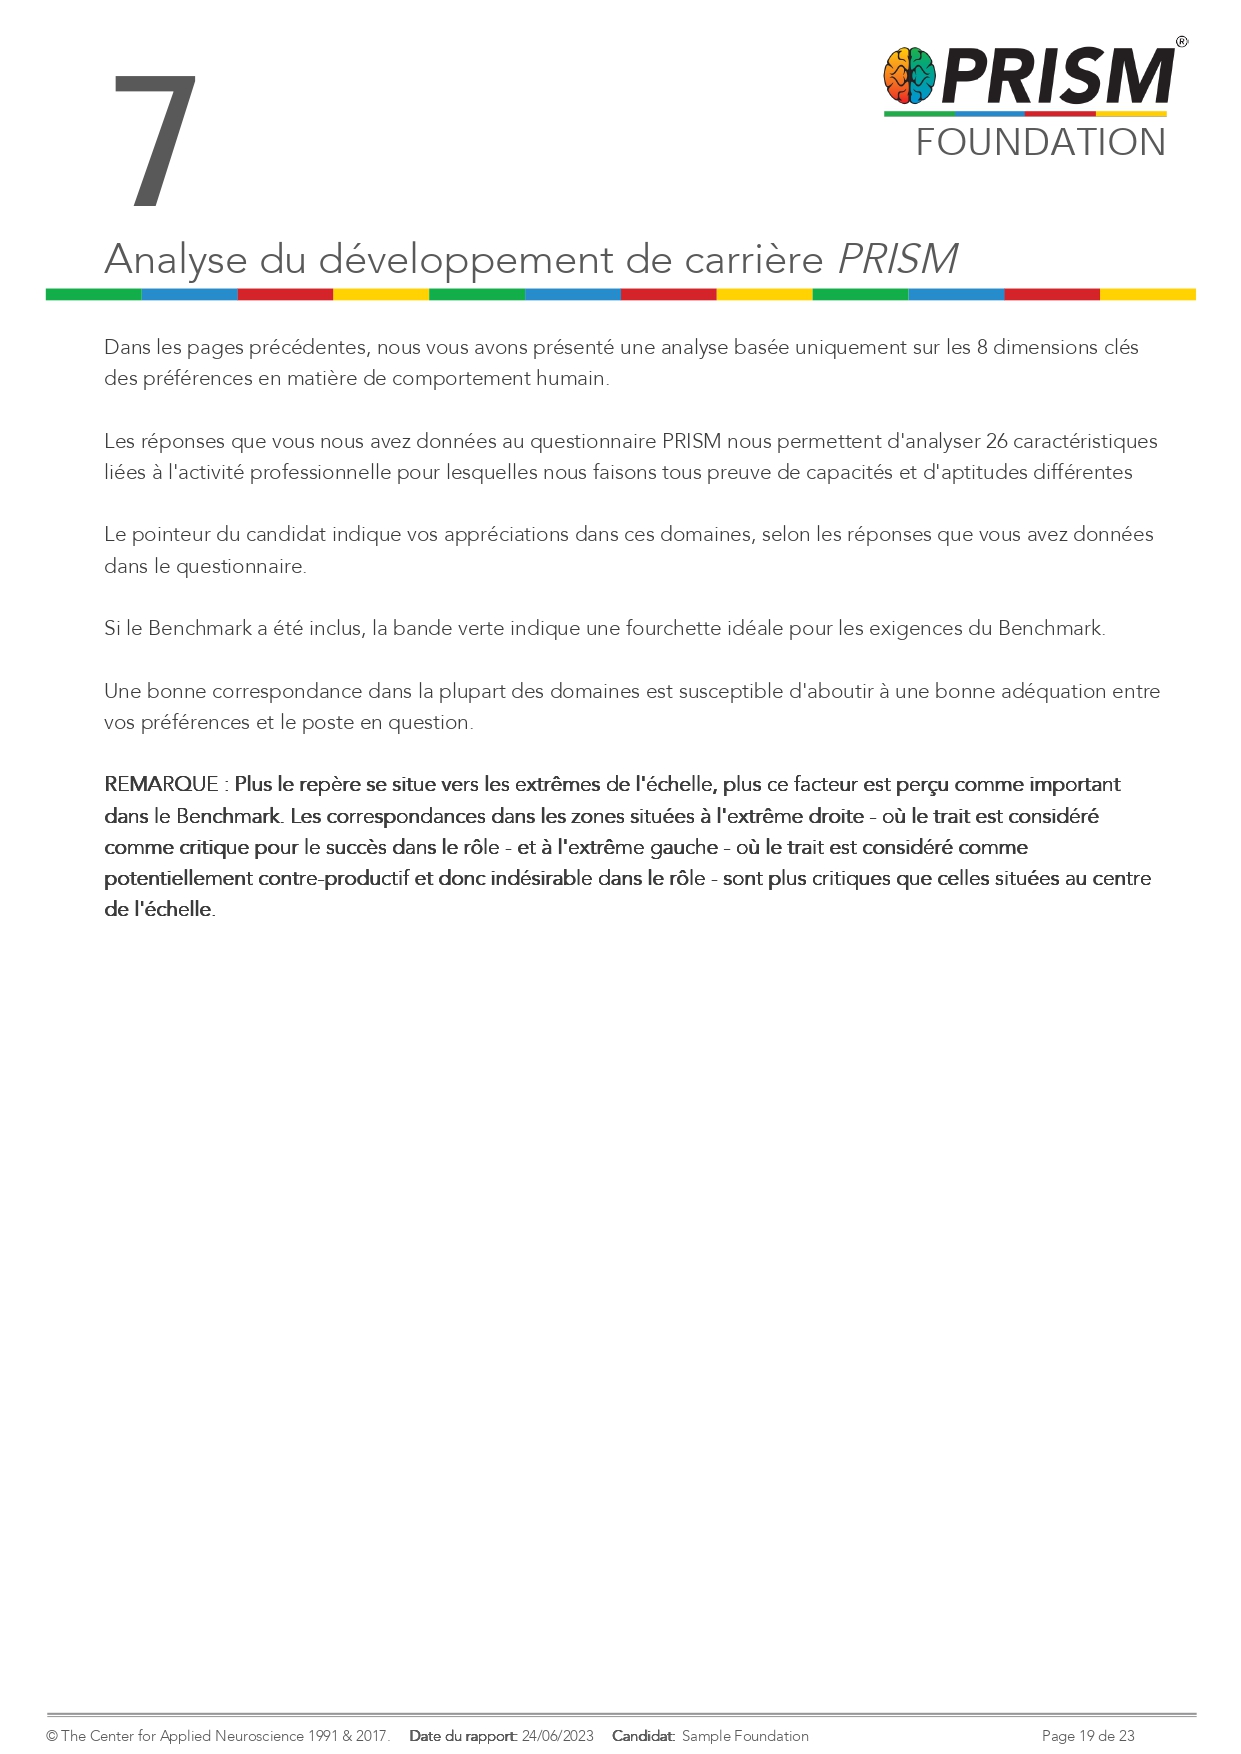 7
PRISM®
FOUNDATION
Analyse du développement de carrière PRISM
Dans les pages précédentes, nous vous avons présenté une analyse basée uniquement sur les 8 dimensions clés
des préférences en matière de comportement humain.
Les réponses que vous nous avez données au questionnaire PRISM nous permettent d'analyser 26 caractéristiques
liées à l'activité professionnelle pour lesquelles nous faisons tous preuve de capacités et d'aptitudes différentes
Le pointeur du candidat indique vos appréciations dans ces domaines, selon les réponses que vous avez données
dans le questionnaire.
Si le Benchmark a été inclus, la bande verte indique une fourchette idéale pour les exigences du Benchmark.
Une bonne correspondance dans la plupart des domaines est susceptible d'aboutir à une bonne adéquation entre
vos préférences et le poste en question.
REMARQUE : Plus le repère se situe vers les extrêmes de l'échelle, plus ce facteur est perçu comme important
dans le Benchmark. Les correspondances dans les zones situées à l'extrême droite - où le trait est considéré
comme critique pour le succès dans le rôle - et à l'extrême gauche - où le trait est considéré comme
potentiellement contre-productif et donc indésirable dans le rôle - sont plus critiques que celles situées au centre
de l'échelle.
© The Center for Applied Neuroscience 1991 & 2017. Date du rapport: 24/06/2023 Candidat: Sample Foundation Page 19 de 23